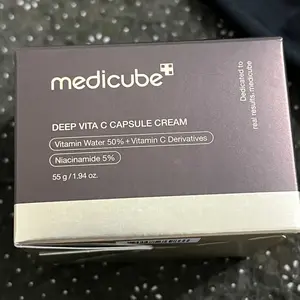 medicube
Dedicated to
real results, medicube
DEEP VITA C CAPSULE CREAM
Vitamin Water 50% + Vitamin C Derivatives
Niacinamide 5%
55 g / 1.94 oz.